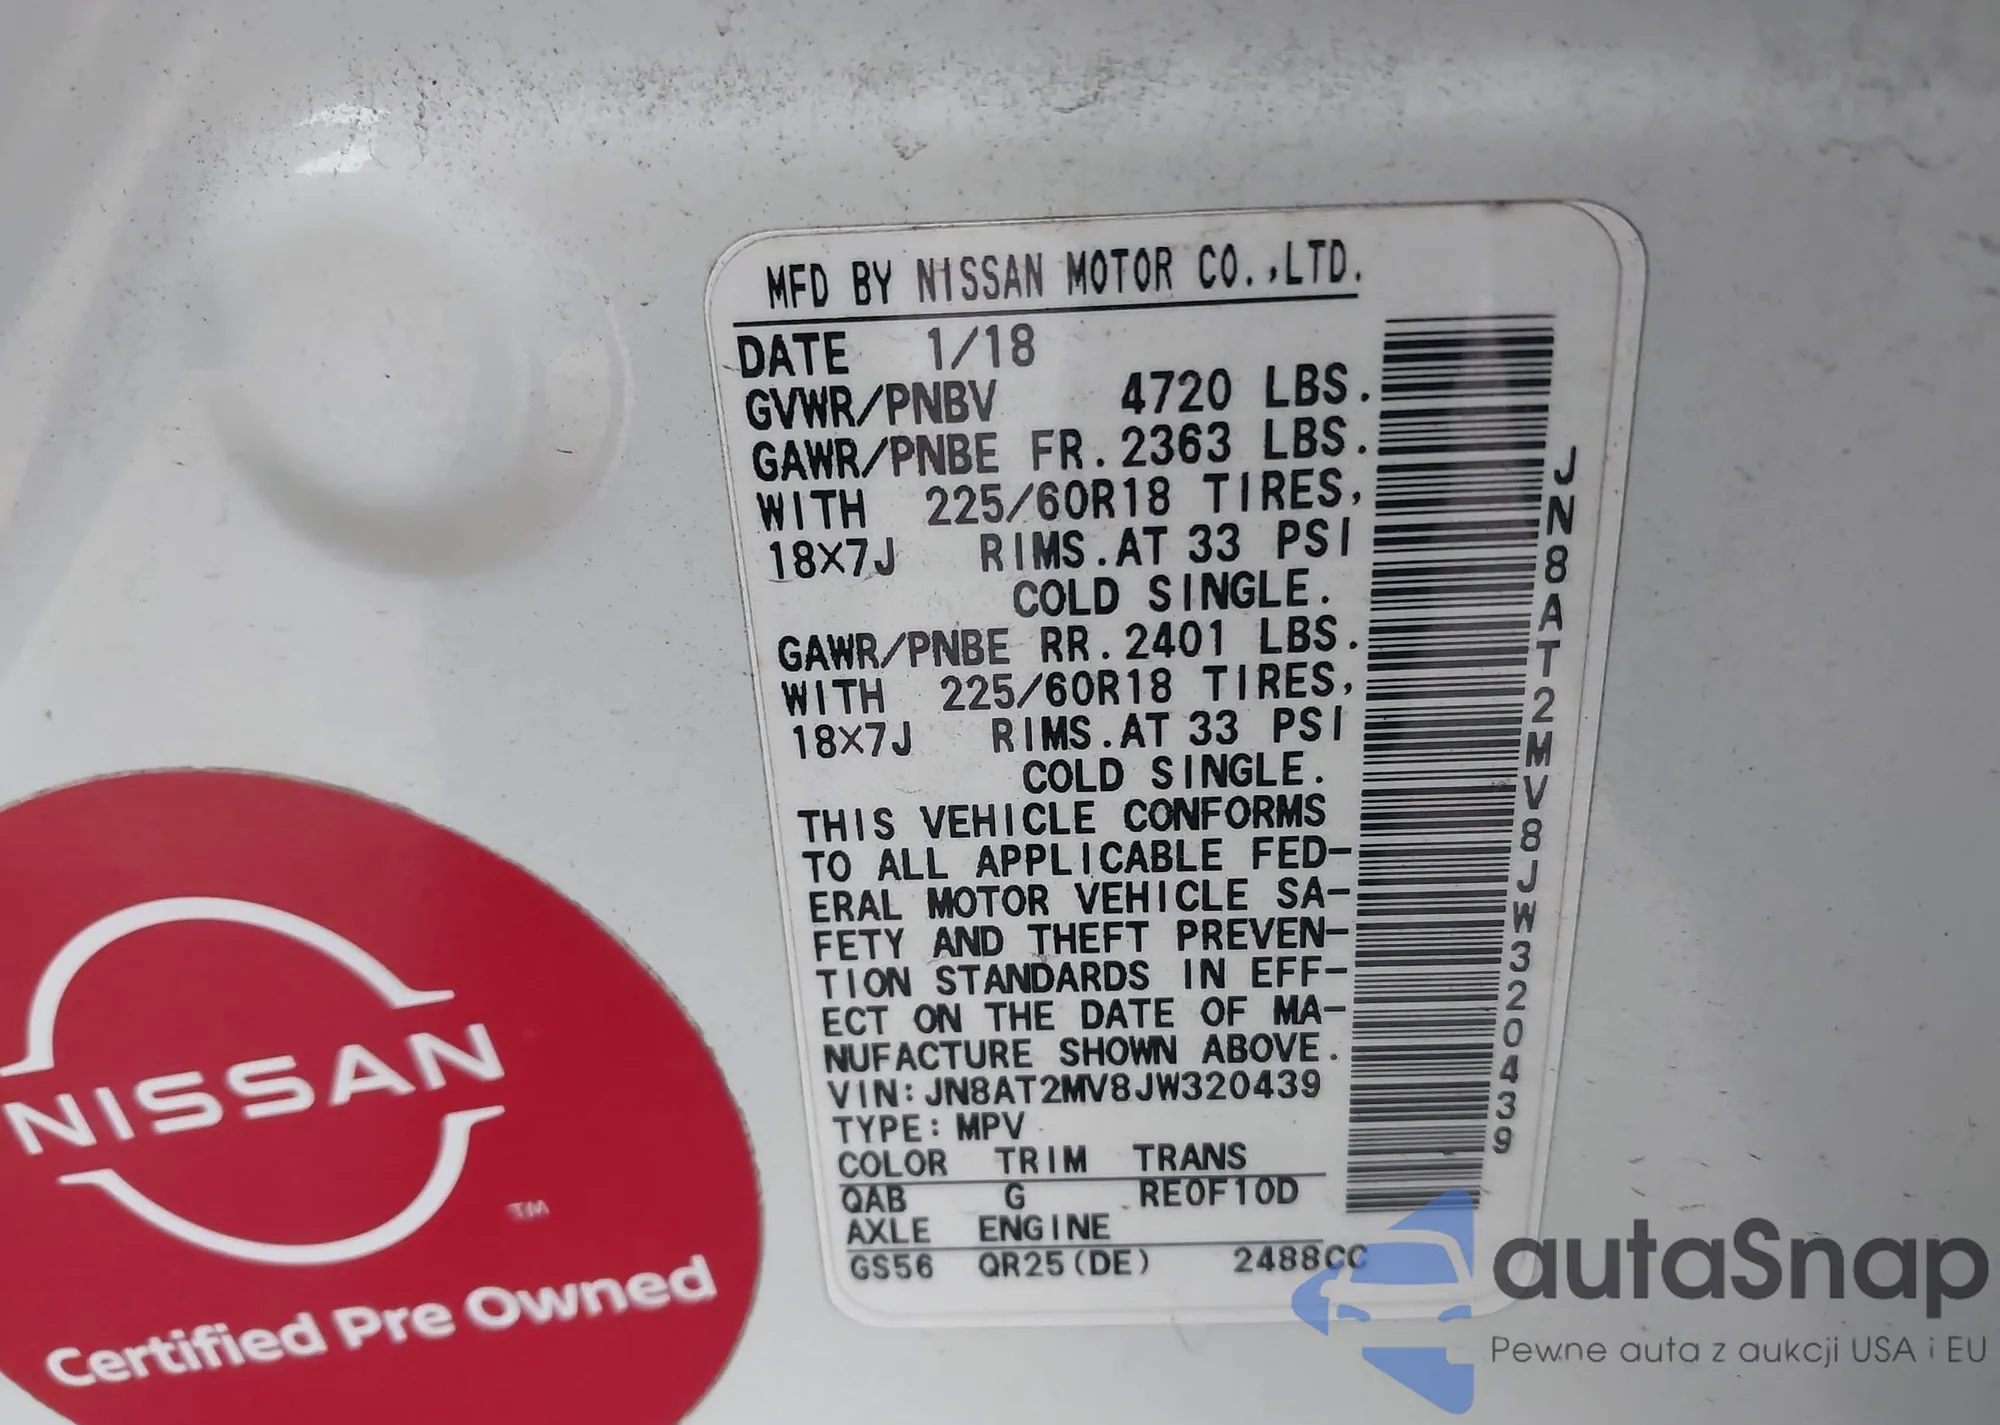 MFD BY NISSAN MOTOR CO.,LTD.
DATE 1/18
GVWR/PNBV 4720 LBS.
GAWR/PNBE FR.2363 LBS.
WITH 225/60R18 TIRES,
18X7J RIMS.AT 33 PSI
COLD SINGLE.
GAWR/PNBE RR.2401 LBS.
WITH 225/60R18 TIRES,
18X7J RIMS.AT 33 PSI
COLD SINGLE.
THIS VEHICLE CONFORMS
TO ALL APPLICABLE FED-
ERAL MOTOR VEHICLE SA-
FETY AND THEFT PREVEN-
TION STANDARDS IN EFF-
ECT ON THE DATE OF MA-
NUFACTURE SHOWN ABOVE.
VIN:JN8AT2MV8JW320439
TYPE:MPV
COLOR TRIM TRANS
QAB G RE0F10D
AXLE ENGINE
GS56 QR25(DE) 2488CC
JN8AT2MV8JW320439
NISSAN
TM
Certified Pre Owned
autaSnap
Pewne auta z aukcji USA i EU